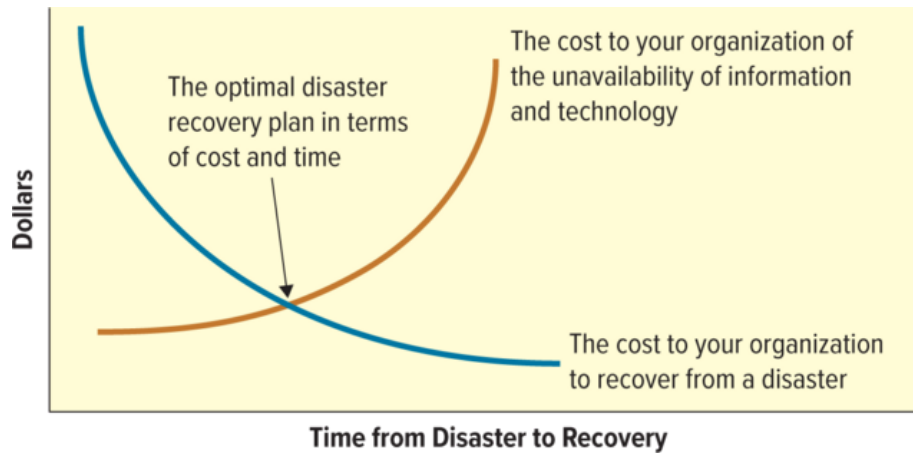 The cost to your organization of
the unavailability of information
and technology
The optimal disaster
recovery plan in terms
of cost and time
Dollars
The cost to your organization
to recover from a disaster
Time from Disaster to Recovery